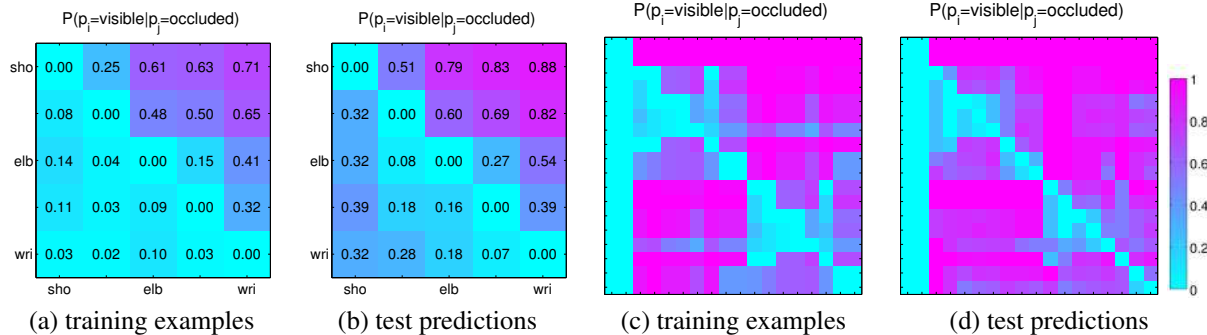 P(p_i=visible|p_j=occluded)
sho 0.00 0.25 0.61 0.63 0.71
0.08 0.00 0.48 0.50 0.65
elb 0.14 0.04 0.00 0.15 0.41
0.11 0.03 0.09 0.00 0.32
wri 0.03 0.02 0.10 0.03 0.00
sho elb wri
(a) training examples
P(p_i=visible|p_j=occluded)
sho 0.00 0.51 0.79 0.83 0.88
0.32 0.00 0.60 0.69 0.82
elb 0.32 0.08 0.00 0.27 0.54
0.39 0.18 0.16 0.00 0.39
wri 0.32 0.28 0.18 0.07 0.00
sho elb wri
(b) test predictions
P(p_i=visible|p_j=occluded)
(c) training examples
P(p_i=visible|p_j=occluded)
(d) test predictions
1
0.8
0.6
0.4
0.2
0